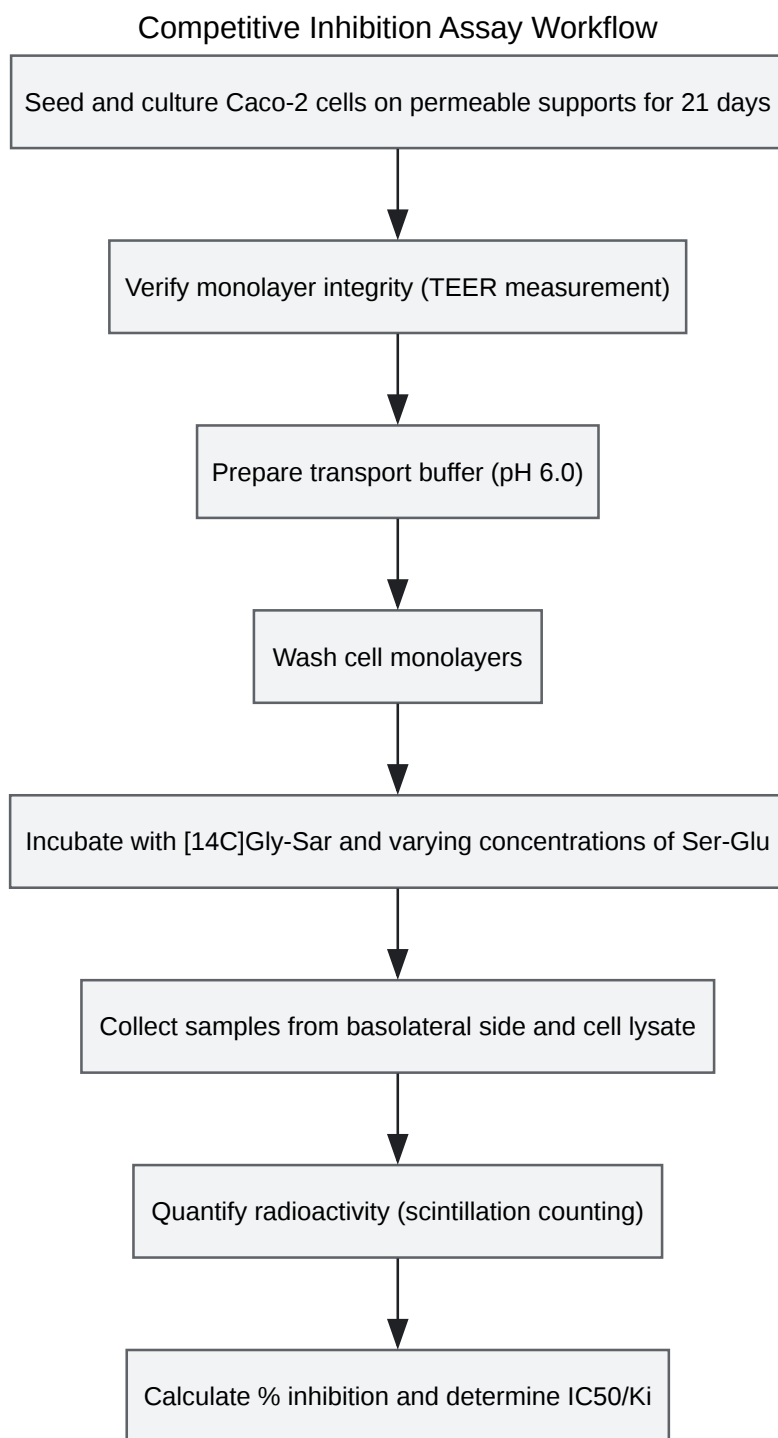 Competitive Inhibition Assay Workflow
Seed and culture Caco-2 cells on permeable supports for 21 days
Verify monolayer integrity (TEER measurement)
Prepare transport buffer (pH 6.0)
Wash cell monolayers
Incubate with [14C]Gly-Sar and varying concentrations of Ser-Glu
Collect samples from basolateral side and cell lysate
Quantify radioactivity (scintillation counting)
Calculate % inhibition and determine IC50/Ki